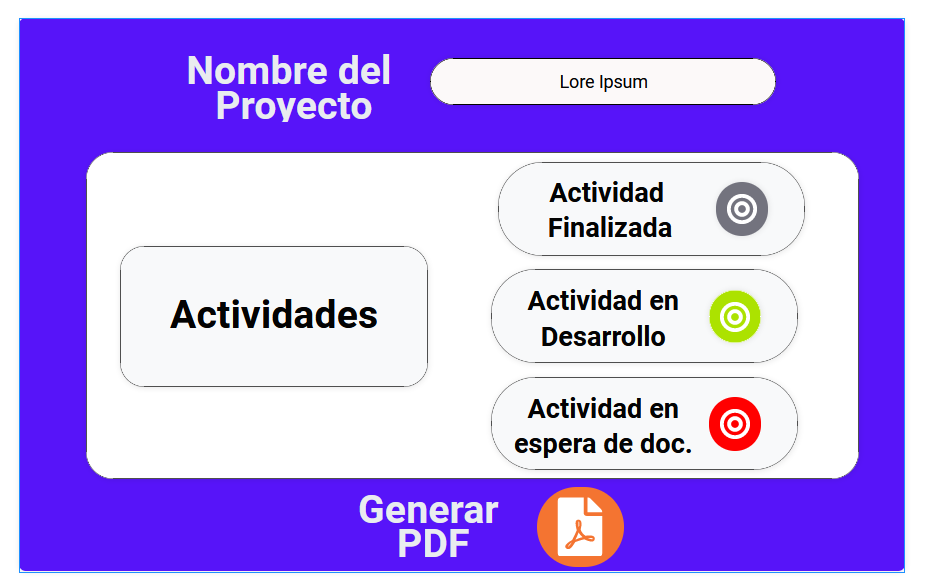 Nombre del
Proyecto
Lore Ipsum
Actividades
Actividad
Finalizada
Actividad en
Desarrollo
Actividad en
espera de doc.
Generar
PDF